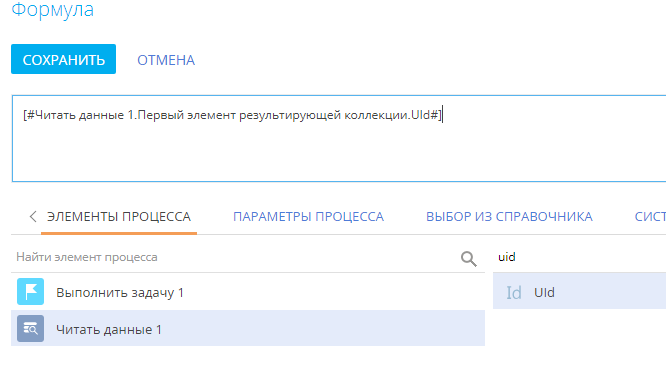 Формула
СОХРАНИТЬ ОТМЕНА
[#Читать данные 1.Первый элемент результирующей коллекции.UId#]
ЭЛЕМЕНТЫ ПРОЦЕССА ПАРАМЕТРЫ ПРОЦЕССА ВЫБОР ИЗ СПРАВОЧНИКА СИСТ
Найти элемент процесса uid
Выполнить задачу 1 Id UId
Читать данные 1